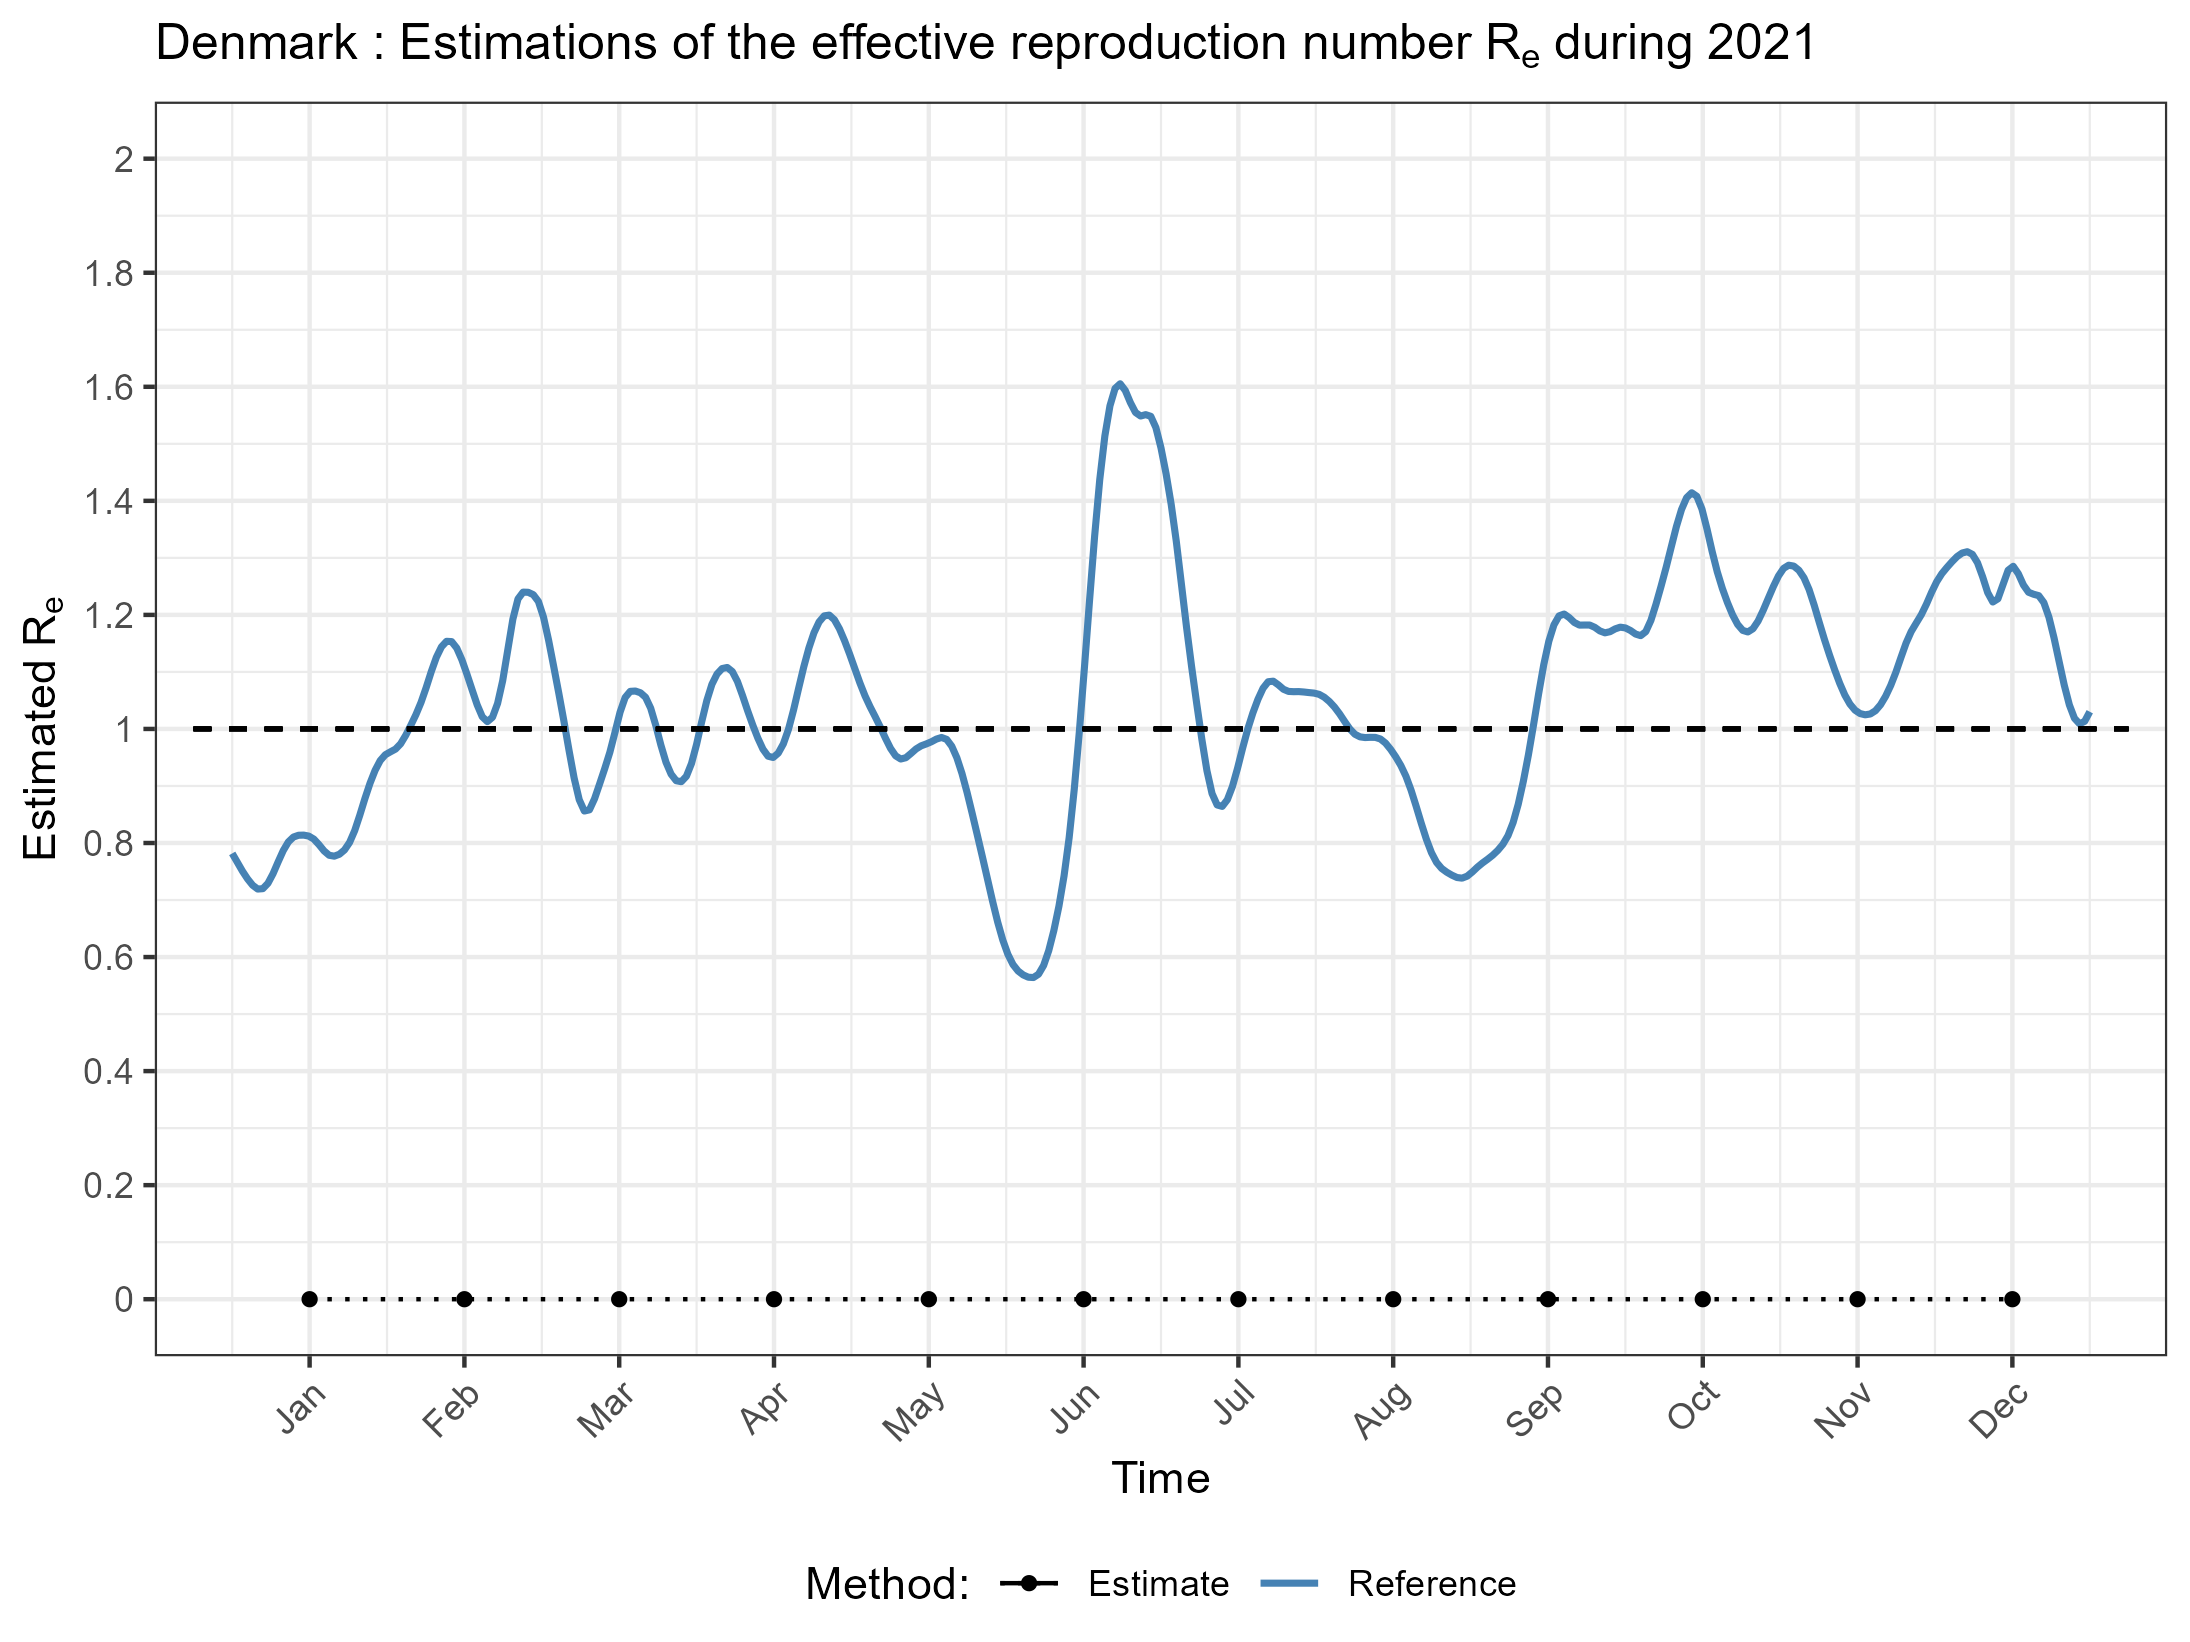 Denmark : Estimations of the effective reproduction number Re during 2021
Estimated Re
2
1.8
1.6
1.4
1.2
1
0.8
0.6
0.4
0.2
0
Jan Feb Mar Apr May Jun Jul Aug Sep Oct Nov Dec
Time
Method: Estimate Reference